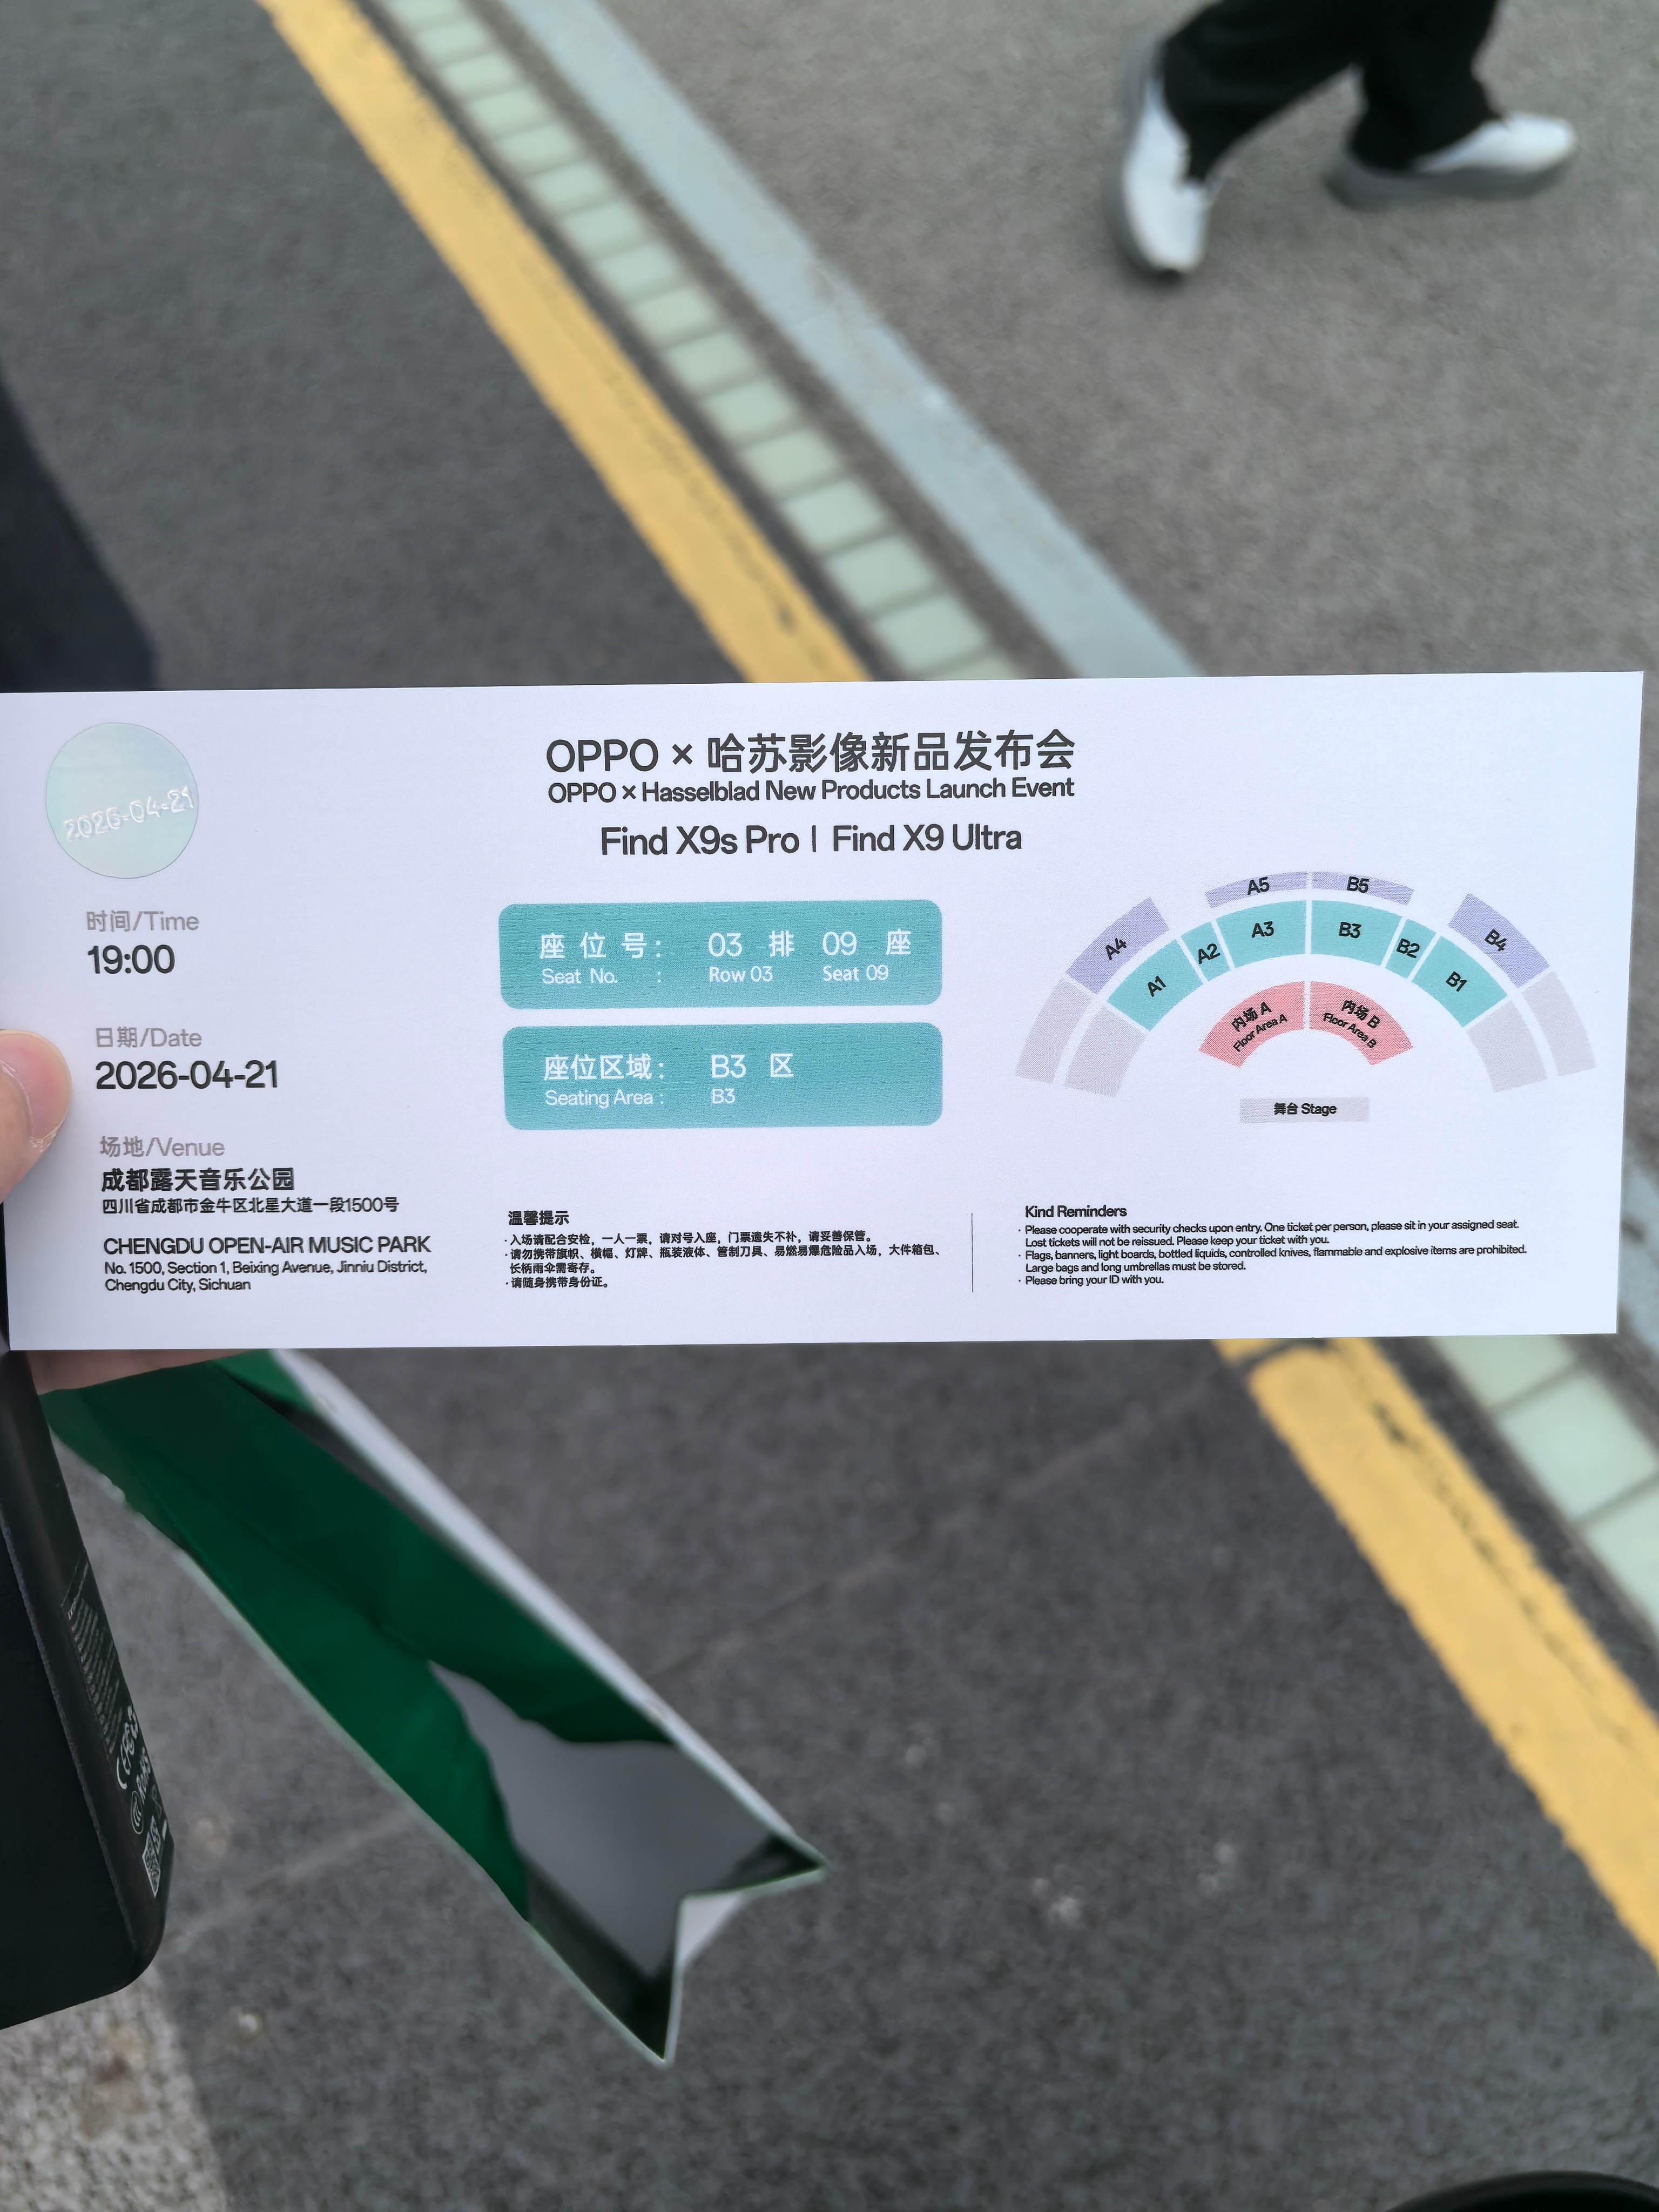 2026-04-21
OPPO × 哈苏影像新品发布会
OPPO × Hasselblad New Products Launch Event
Find X9s Pro | Find X9 Ultra
时间/Time
19:00
日期/Date
2026-04-21
场地/Venue
成都露天音乐公园
四川省成都市金牛区北星大道一段1500号
CHENGDU OPEN-AIR MUSIC PARK
No. 1500, Section 1, Beixing Avenue, Jinniu District,
Chengdu City, Sichuan
座位号： 03 排 09 座
Seat No. : Row 03 Seat 09
座位区域： B3 区
Seating Area : B3
A5 B5
A4 A3 B3 B4
A2 B2
A1 B1
内场 A
Floor Area A
内场 B
Floor Area B
舞台 Stage
温馨提示
·入场请配合安检，一人一票，请对号入座，门票遗失不补，请妥善保管。
·请勿携带旗帜、横幅、灯牌、瓶装液体、管制刀具、易燃易爆危险品入场，大件箱包、
长柄雨伞需寄存。
·请随身携带身份证。
Kind Reminders
· Please cooperate with security checks upon entry. One ticket per person, please sit in your assigned seat.
Lost tickets will not be reissued. Please keep your ticket with you.
· Flags, banners, light boards, bottled liquids, controlled knives, flammable and explosive items are prohibited.
Large bags and long umbrellas must be stored.
· Please bring your ID with you.
RoHS